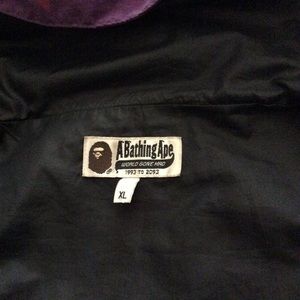 A Bathing Ape
WORLD GONE MAD
1993 TO 2093
XL